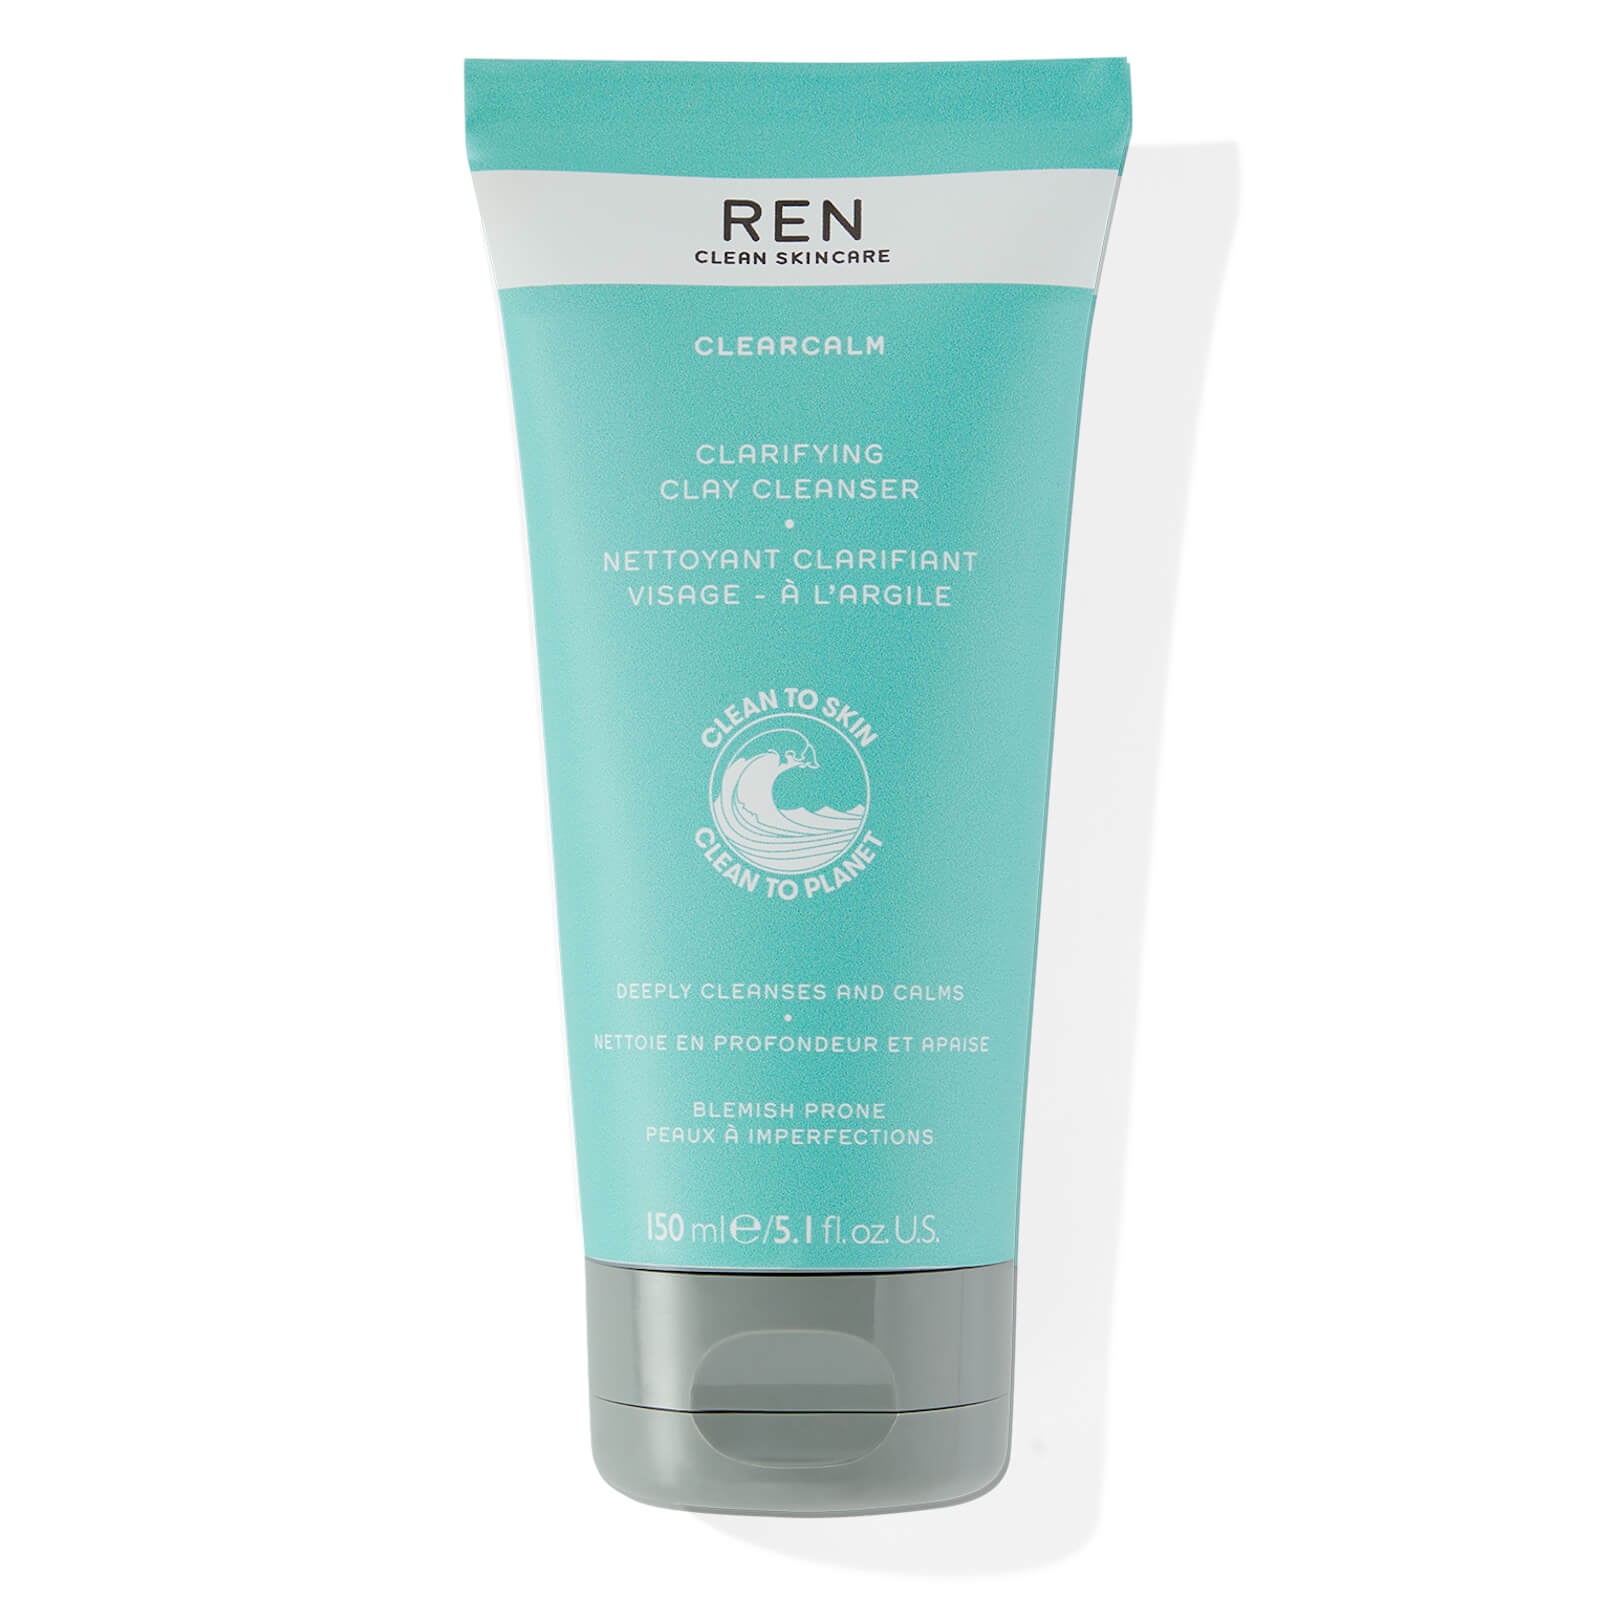 REN
CLEAN SKINCARE
CLEARCALM
CLARIFYING
CLAY CLEANSER
•
NETTOYANT CLARIFIANT
VISAGE - À L'ARGILE
CLEAN TO SKIN
CLEAN TO PLANET
DEEPLY CLEANSES AND CALMS
•
NETTOIE EN PROFONDEUR ET APAISE
BLEMISH PRONE
PEAUX À IMPERFECTIONS
150 ml℮/5.1 fl. oz. U.S.